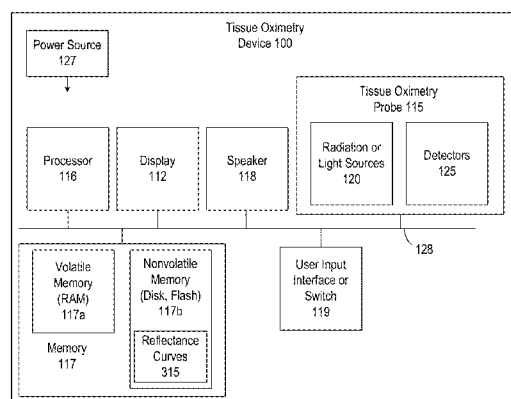 Tissue Oximetry
Device 100
Power Source
127
Tissue Oximetry
Probe 115
Processor
116
Display
112
Speaker
118
Radiation or
Light Sources
120
Detectors
125
128
Volatile
Memory
(RAM)
117a
Nonvolatile
Memory
(Disk, Flash)
117b
Memory
117
Reflectance
Curves
315
User Input
Interface or
Switch
119